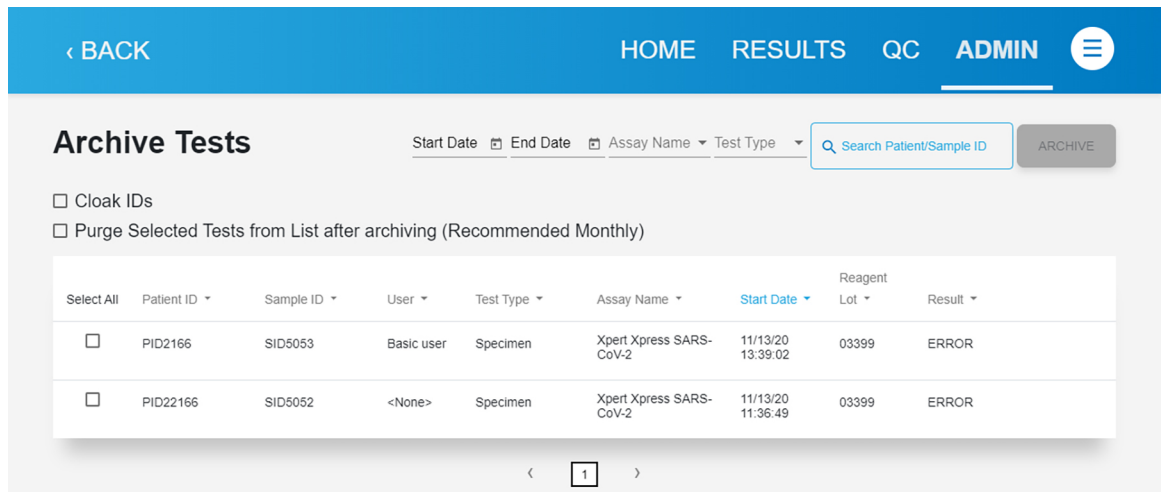 ‹ BACK HOME RESULTS QC ADMIN
Archive Tests Start Date End Date Assay Name Test Type Search Patient/Sample ID ARCHIVE
Cloak IDs
Purge Selected Tests from List after archiving (Recommended Monthly)
Select All Patient ID Sample ID User Test Type Assay Name Start Date Reagent Lot Result
PID2166 SID5053 Basic user Specimen Xpert Xpress SARS-CoV-2 11/13/20 13:39:02 03399 ERROR
PID22166 SID5052 <None> Specimen Xpert Xpress SARS-CoV-2 11/13/20 11:36:49 03399 ERROR
‹ 1 ›